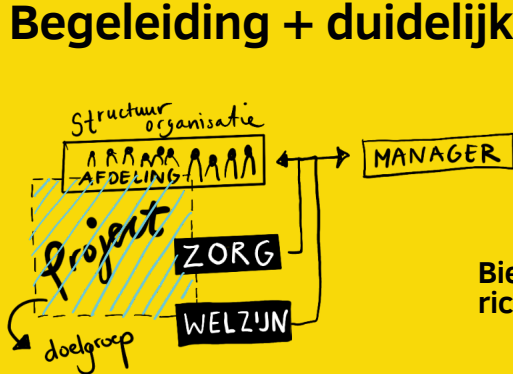 Begeleiding + duidelijk
Structuur
organisatie
AFDELING
MANAGER
project
ZORG
Bie
ric
WELZIJN
doelgroep